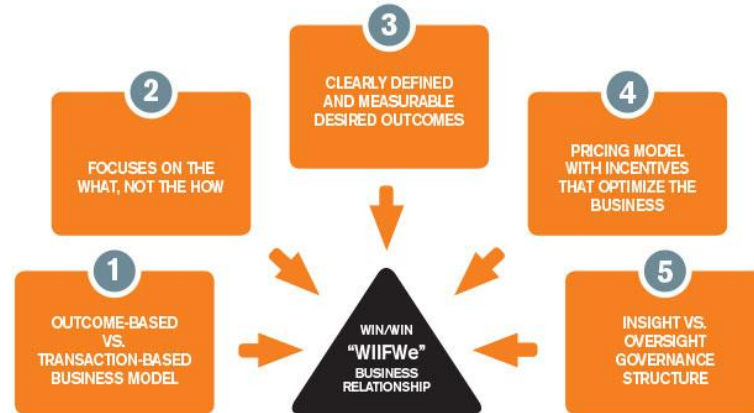 1
OUTCOME-BASED
VS.
TRANSACTION-BASED
BUSINESS MODEL
2
FOCUSES ON THE
WHAT, NOT THE HOW
3
CLEARLY DEFINED
AND MEASURABLE
DESIRED OUTCOMES
4
PRICING MODEL
WITH INCENTIVES
THAT OPTIMIZE THE
BUSINESS
5
INSIGHT VS.
OVERSIGHT
GOVERNANCE
STRUCTURE
WIN/WIN
"WIIFWe"
BUSINESS
RELATIONSHIP